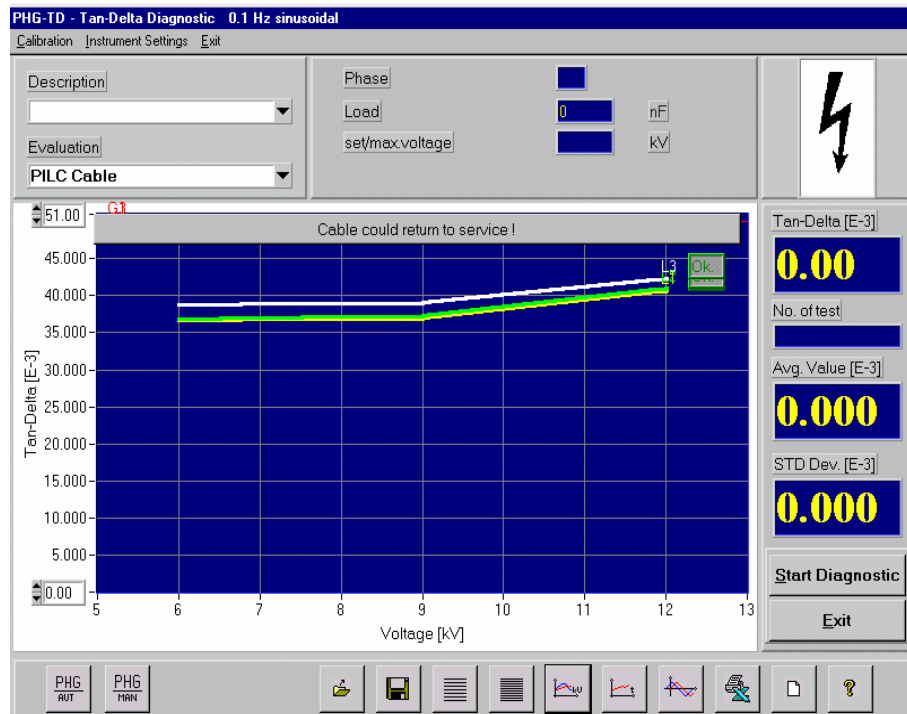 PHG-TD - Tan-Delta Diagnostic 0.1 Hz sinusoidal
Calibration Instrument Settings Exit
Description
Evaluation
PILC Cable
Phase
Load 0 nF
set/max.voltage kV
Cable could return to service !
Tan-Delta [E-3]
51.00
45.000
40.000
35.000
30.000
25.000
20.000
15.000
10.000
5.000
0.00
L3
Ok.
5 6 7 8 9 10 11 12 13
Voltage [kV]
Tan-Delta [E-3]
0.00
No. of test
Avg. Value [E-3]
0.000
STD Dev. [E-3]
0.000
Start Diagnostic
Exit
PHG AUT
PHG MAN
kV
t
?